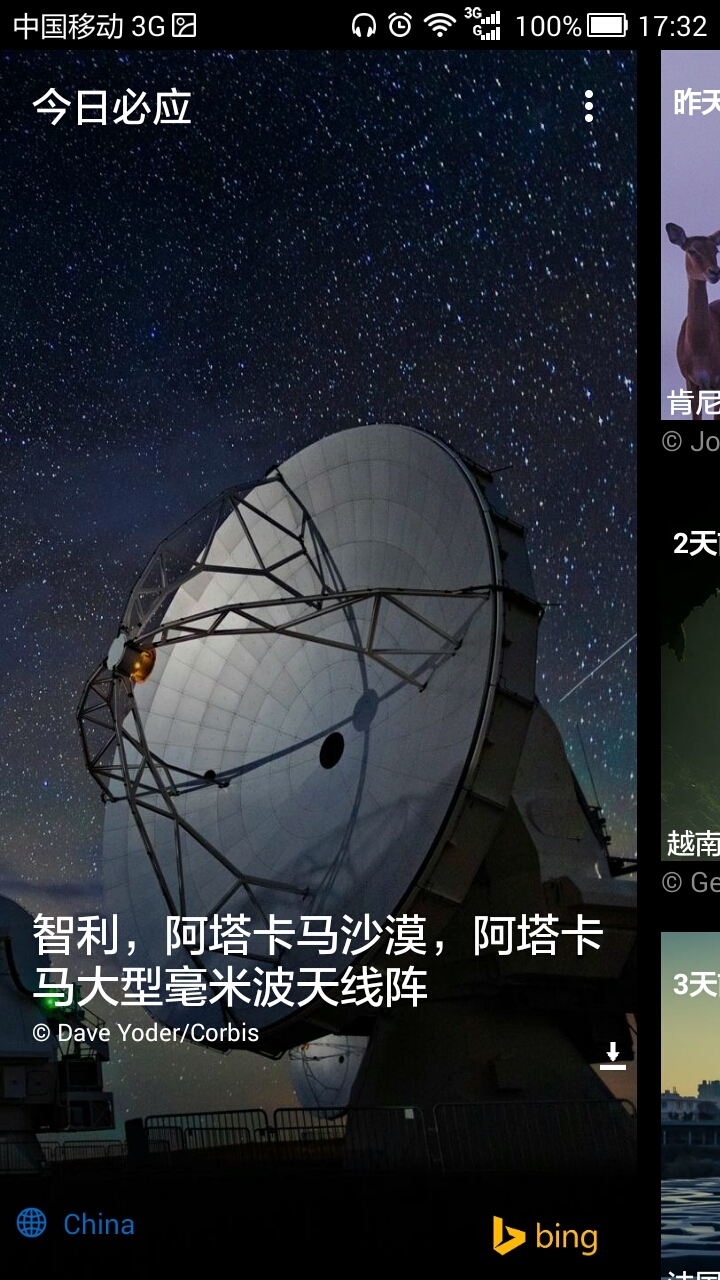 中国移动 3G
3G
G
100%
17:32
今日必应
智利，阿塔卡马沙漠，阿塔卡
马大型毫米波天线阵
© Dave Yoder/Corbis
China
bing
昨天
肯尼
© Jo
2天
越南
© Ge
3天